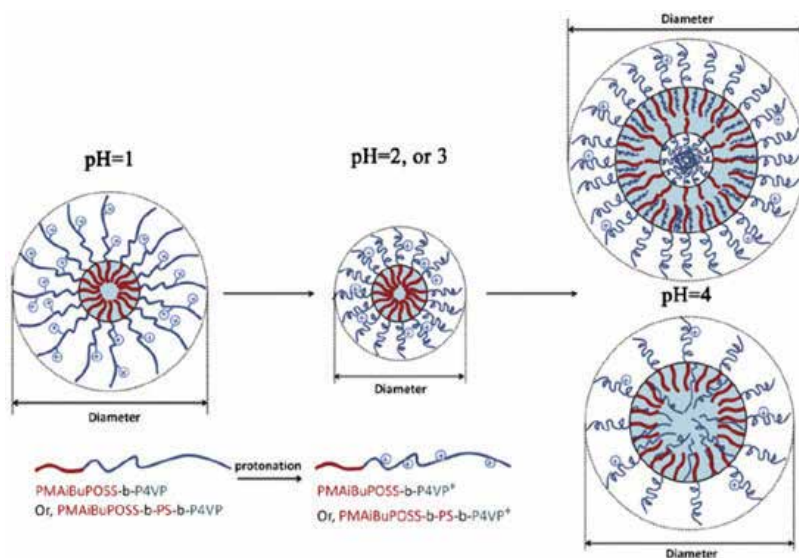 Diameter
pH=1
pH=2, or 3
Diameter
pH=4
Diameter
Diameter
protonation
PMAiBuPOSS-b-P4VP
Or, PMAiBuPOSS-b-PS-b-P4VP
PMAiBuPOSS-b-P4VP⁺
Or, PMAiBuPOSS-b-PS-b-P4VP⁺